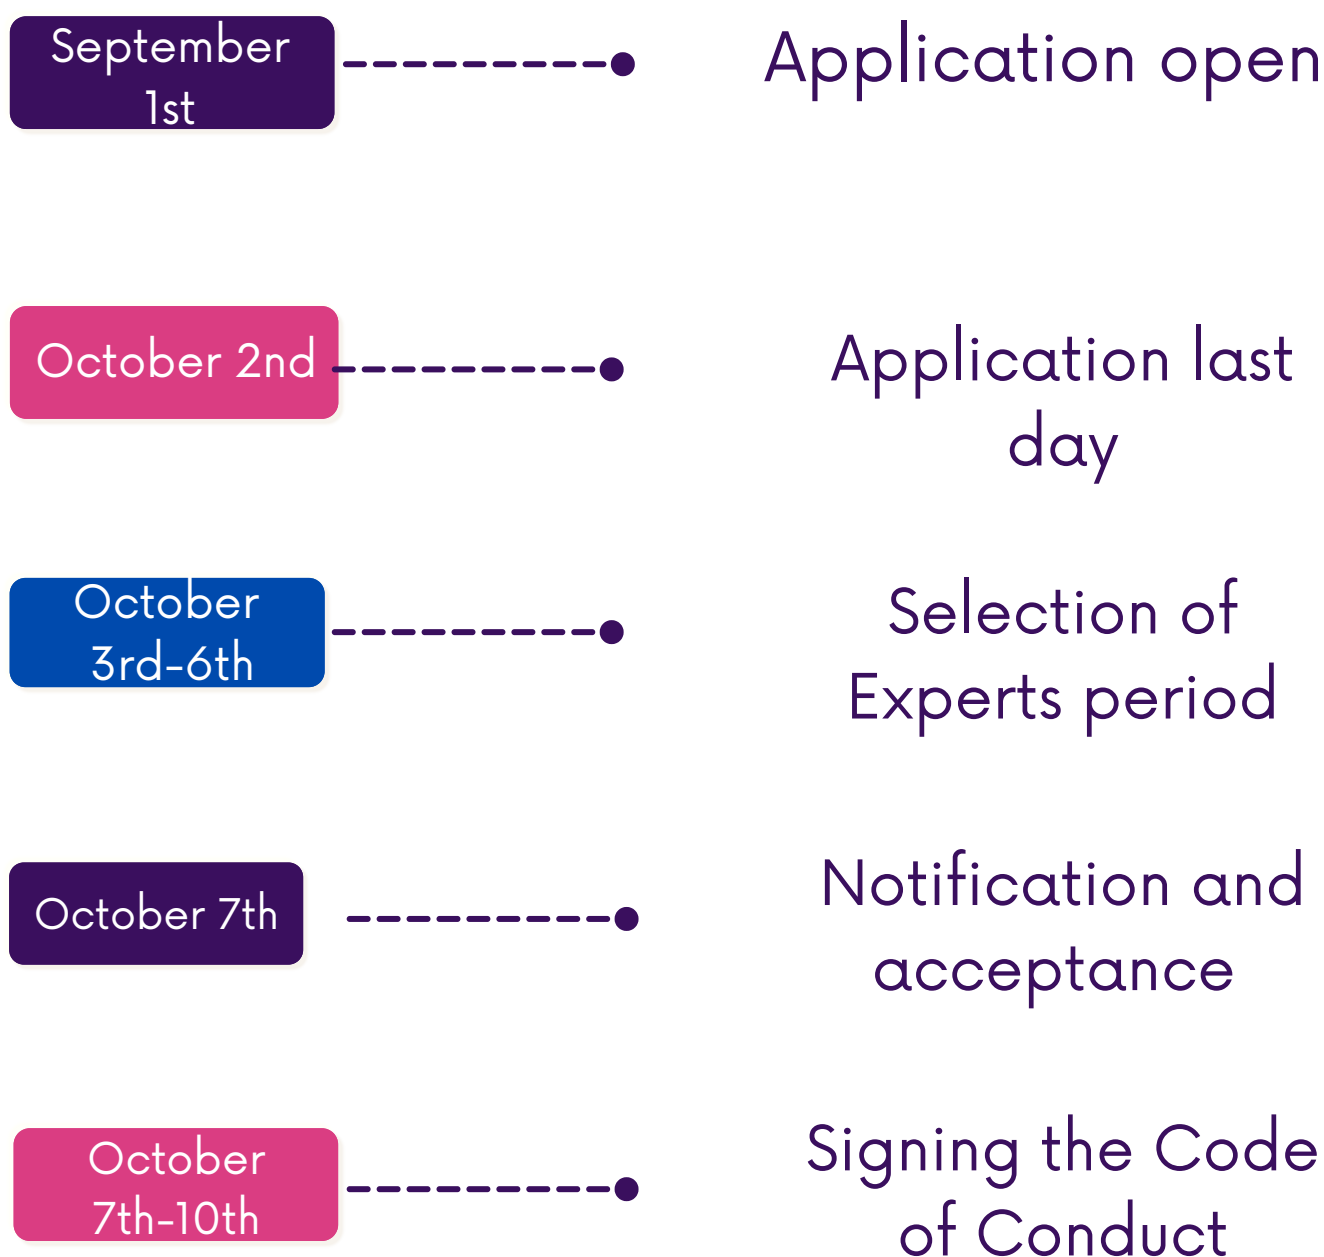 September
1st
Application open
October 2nd
Application last
day
October
3rd-6th
Selection of
Experts period
October 7th
Notification and
acceptance
October
7th-10th
Signing the Code
of Conduct